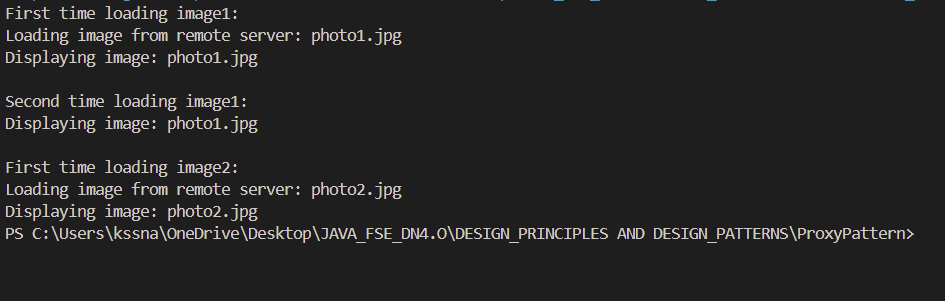 First time loading image1:
Loading image from remote server: photo1.jpg
Displaying image: photo1.jpg
Second time loading image1:
Displaying image: photo1.jpg
First time loading image2:
Loading image from remote server: photo2.jpg
Displaying image: photo2.jpg
PS C:\Users\kssna\OneDrive\Desktop\JAVA_FSE_DN4.O\DESIGN_PRINCIPLES AND DESIGN_PATTERNS\ProxyPattern>